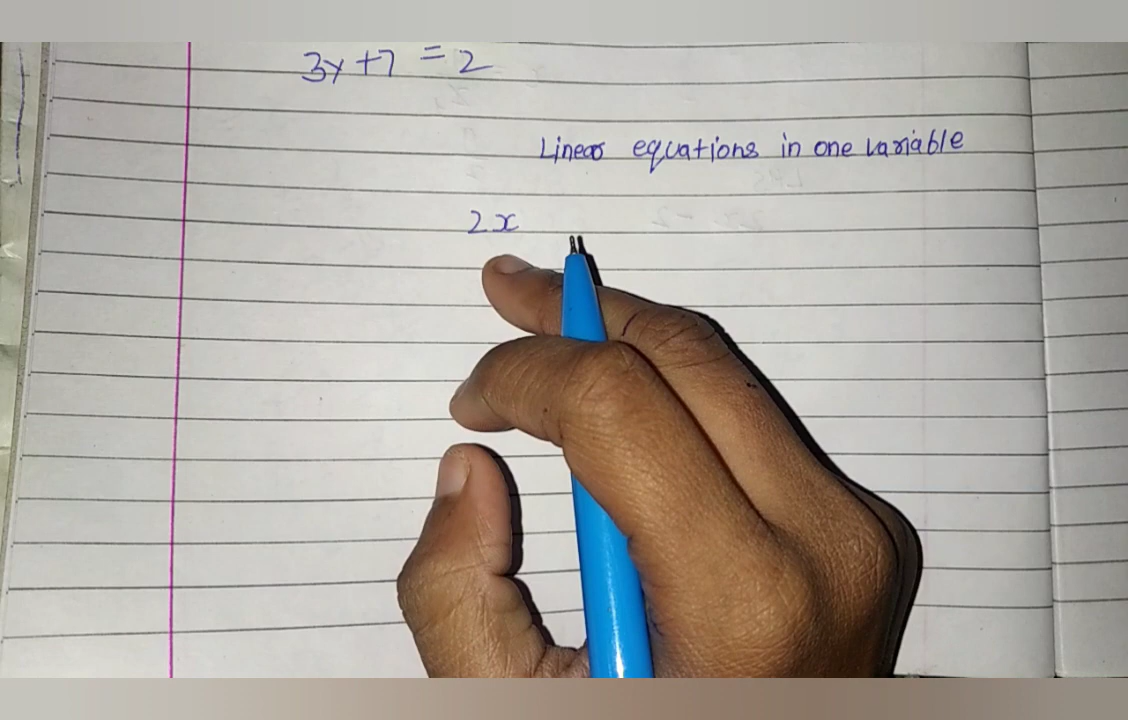 3y + 7 = 2
Linear equations in one variable
2x